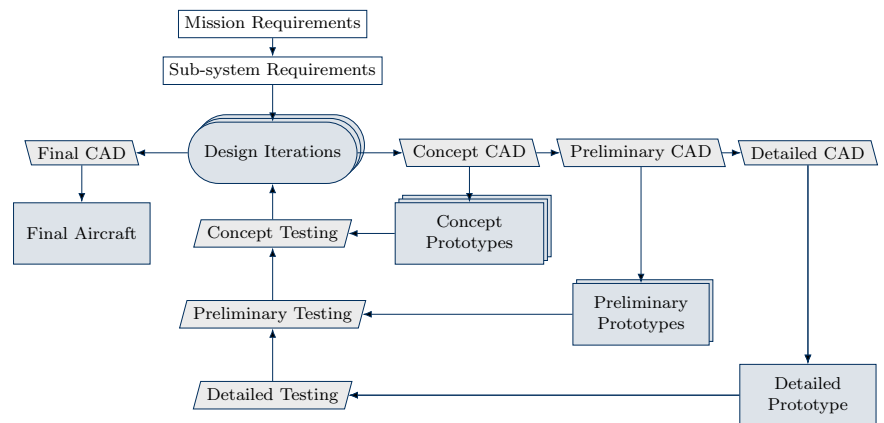 Mission Requirements
Sub-system Requirements
Final CAD
Design Iterations
Concept CAD
Preliminary CAD
Detailed CAD
Final Aircraft
Concept Testing
Concept
Prototypes
Preliminary Testing
Preliminary
Prototypes
Detailed Testing
Detailed
Prototype